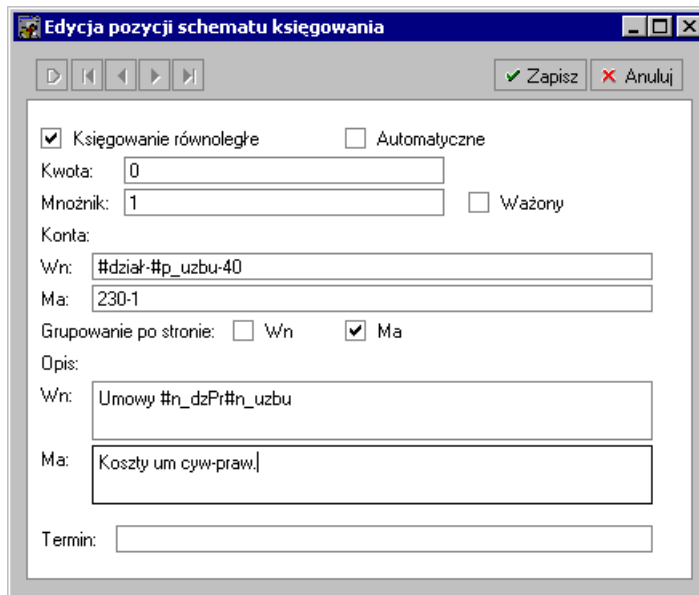 Edycja pozycji schematu księgowania
Zapisz Anuluj
Księgowanie równoległe Automatyczne
Kwota: 0
Mnożnik: 1 Ważony
Konta:
Wn: #dział-#p_uzbu-40
Ma: 230-1
Grupowanie po stronie: Wn Ma
Opis:
Wn: Umowy #n_dzPr#n_uzbu
Ma: Koszty um cyw-praw.
Termin: